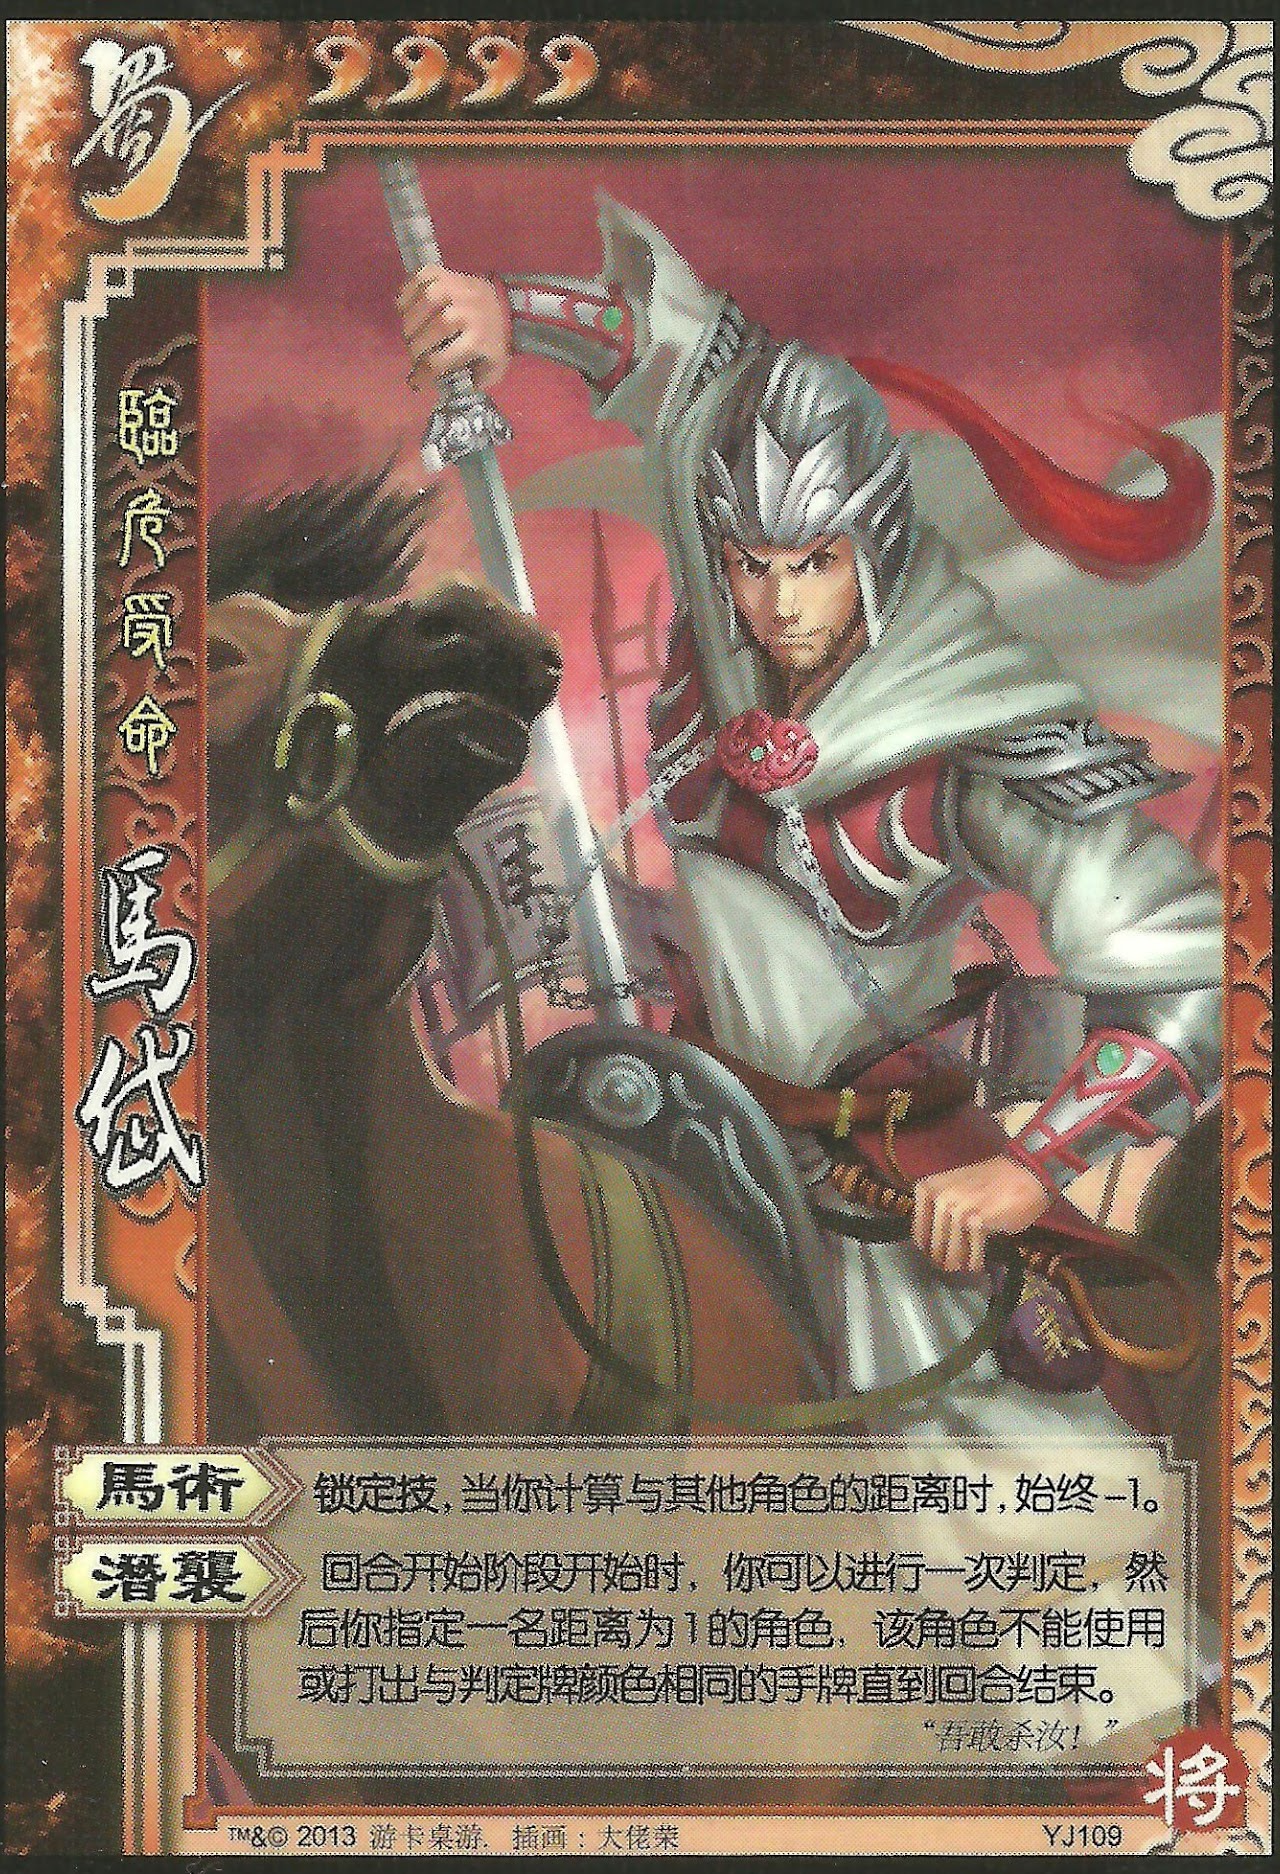 蜀
臨危受命
馬岱
馬術
锁定技,当你计算与其他角色的距离时,始终-1。
潛襲
回合开始阶段开始时,你可以进行一次判定,然
后你指定一名距离为1的角色,该角色不能使用
或打出与判定牌颜色相同的手牌直到回合结束。
“吾敢杀汝!”
将
™&© 2013 游卡桌游. 插画:大佬荣
YJ109